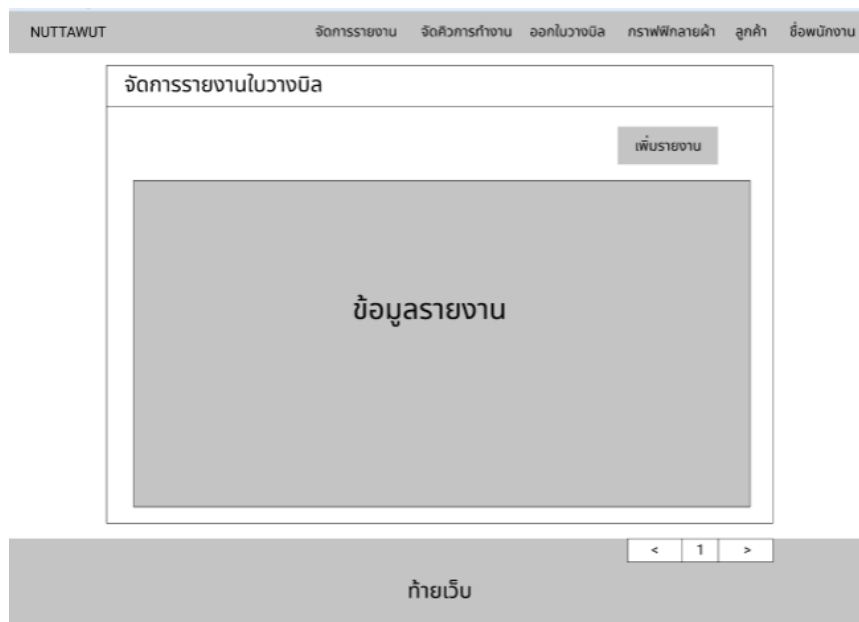 NUTTAWUT จัดการรายงาน จัดคิวการทำงาน ออกใบวางบิล กราฟฟิกลายผ้า ลูกค้า ชื่อพนักงาน
จัดการรายงานใบวางบิล
เพิ่มรายงาน
ข้อมูลรายงาน
< 1 >
ท้ายเว็บ